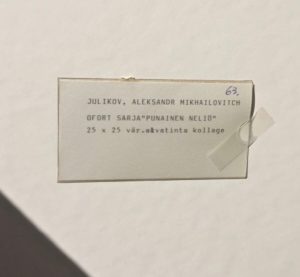 63.
JULIKOV, ALEKSANDR MIKHAILOVITCH
OFORT SARJA"PUNAINEN NELIÖ"
25 x 25 vär.akvatinta kollage